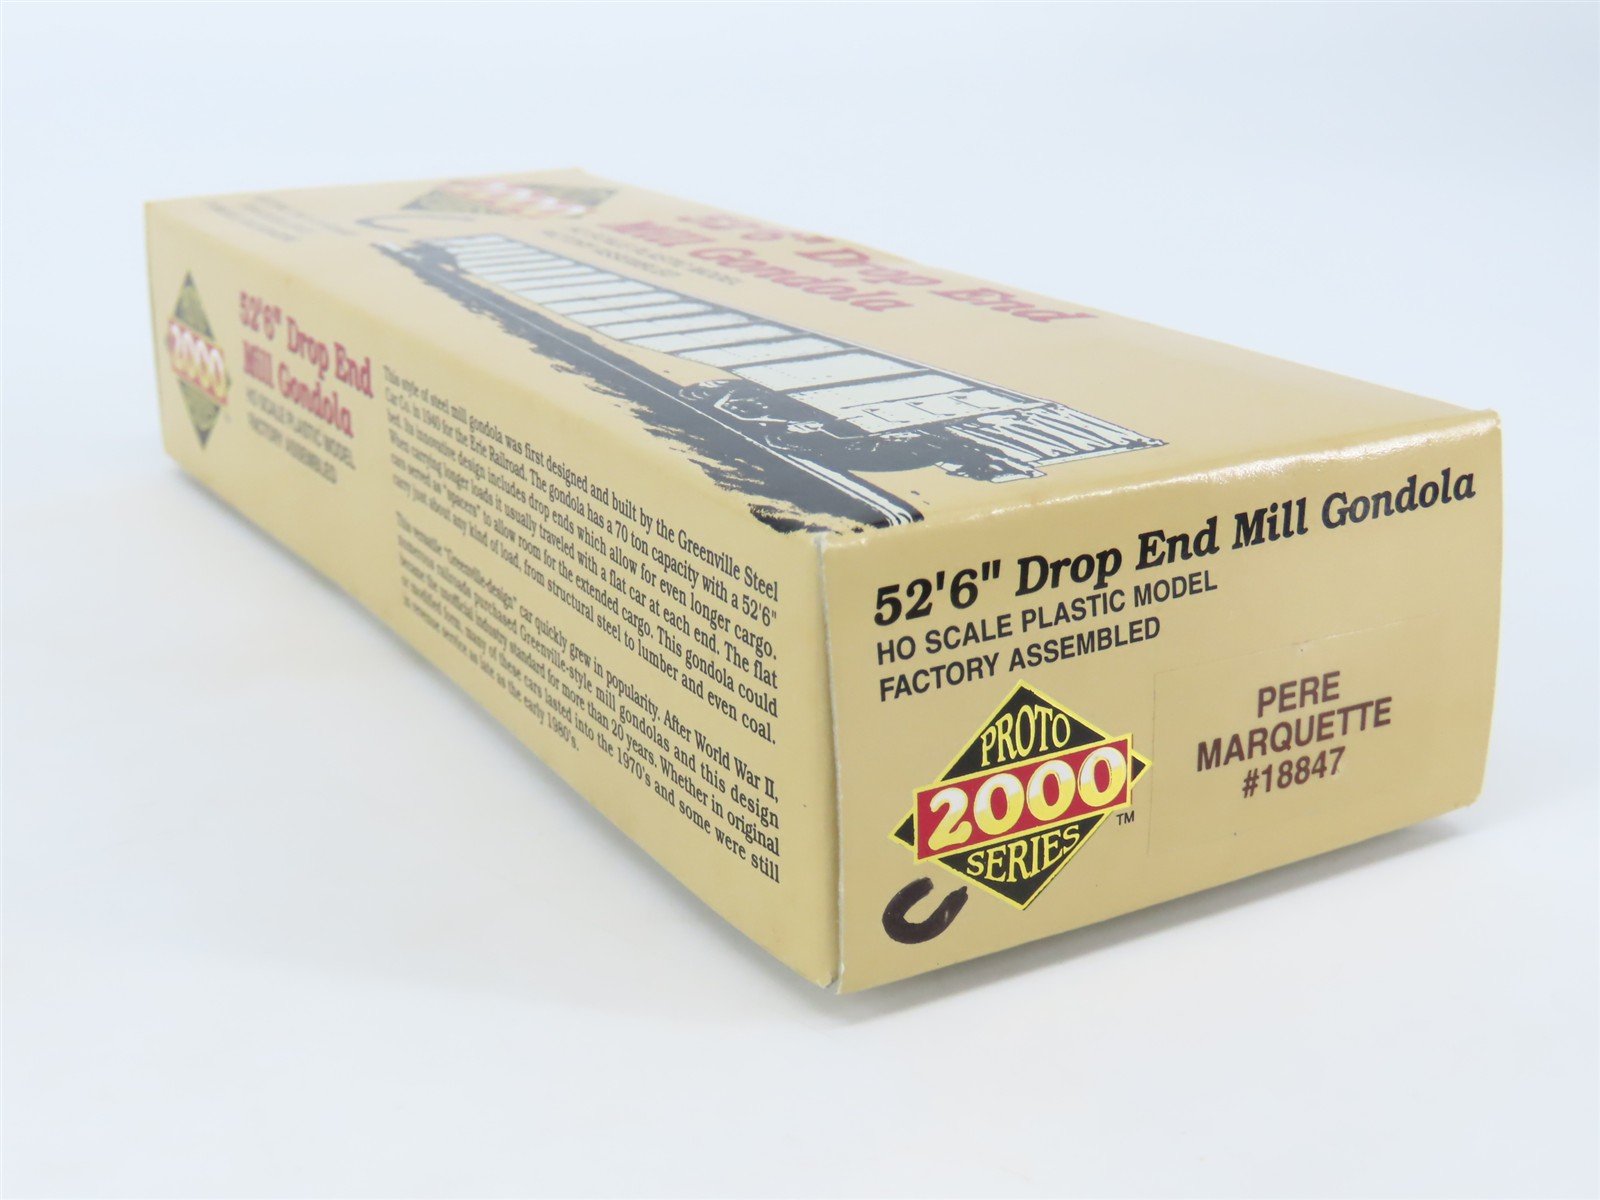 52'6" Drop End
Mill Gondola
HO SCALE PLASTIC MODEL
FACTORY ASSEMBLED
2000
52'6" Drop End
Mill Gondola
HO SCALE PLASTIC MODEL
FACTORY ASSEMBLED
This style of steel mill gondola was first designed and built by the Greenville Steel
Car Co. in 1940 for the Erie Railroad. The gondola has a 70 ton capacity with a 52'6"
bed. Its innovative design includes drop ends which allow for even longer cargo.
When carrying longer loads it usually traveled with a flat car at each end. The flat
cars served as "spacers" to allow room for the extended cargo. This gondola could
carry just about any kind of load, from structural steel to lumber and even coal.
This versatile "Greenville-design" car quickly grew in popularity. After World War II,
numerous railroads purchased Greenville-style mill gondolas and this design
became the unofficial industry standard for more than 20 years. Whether in original
or modified form, many of these cars lasted into the 1970's and some were still
in revenue service as late as the early 1980's.
52'6" Drop End Mill Gondola
HO SCALE PLASTIC MODEL
FACTORY ASSEMBLED
PROTO
2000
SERIES
TM
PERE
MARQUETTE
#18847